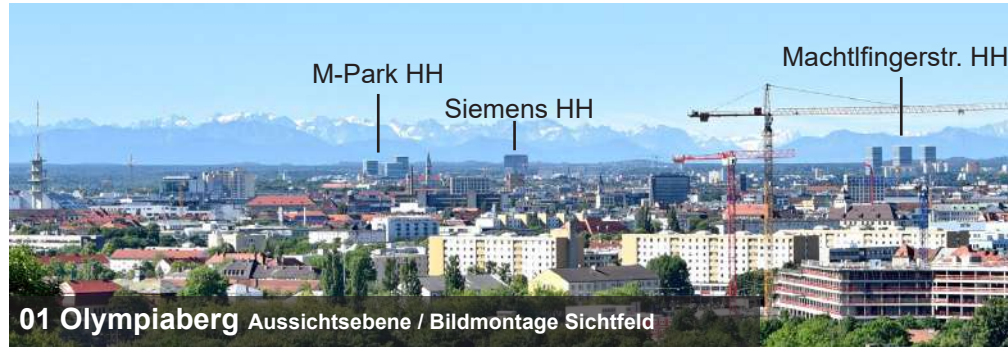 Machtlfingerstr. HH
M-Park HH
Siemens HH
01 Olympiaberg Aussichtsebene / Bildmontage Sichtfeld